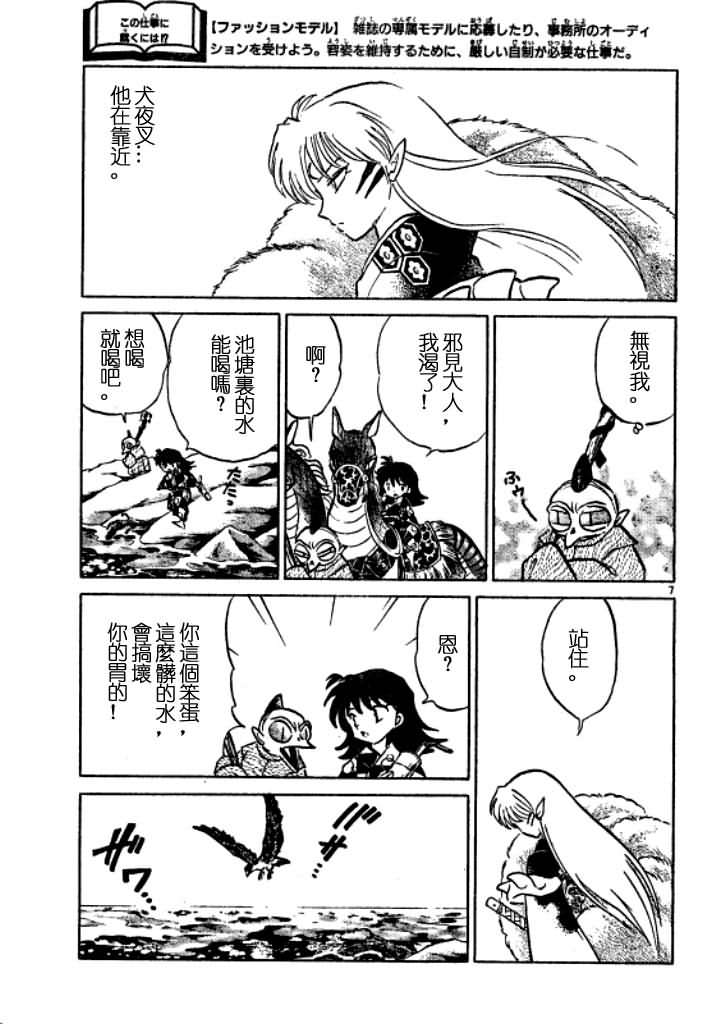 この仕事に
就くには!?
【ファッションモデル】 雑誌の専属モデルに応募したり、事務所のオーディ
ションを受けよう。容姿を維持するために、厳しい自制が必要な仕事だ。
犬夜叉…
他在靠近。
無視我。
ふぅ〜
邪見大人，
我渴了！
啊？
池塘裏的水
能喝嗎？
たたっ
想喝
就喝吧。
7
站住。
恩？
你這個笨蛋，
這麼髒的水，
會搞壞
你的胃的！
ザワ…